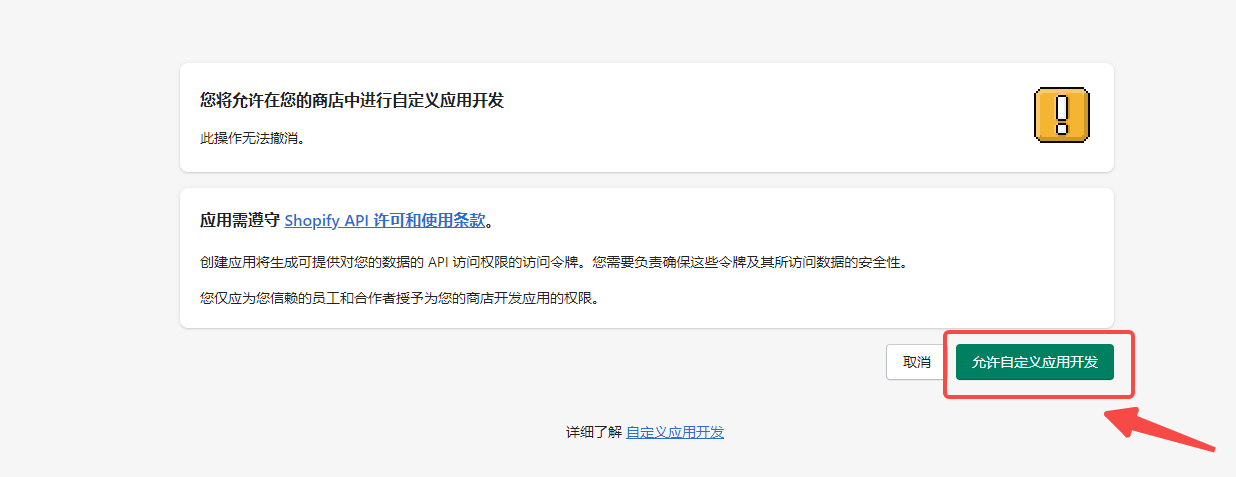 您将允许在您的商店中进行自定义应用开发
此操作无法撤消。
应用需遵守 Shopify API 许可和使用条款。
创建应用将生成可提供对您的数据的 API 访问权限的访问令牌。您需要负责确保这些令牌及其所访问数据的安全性。
您仅应为您信赖的员工和合作者授予为您的商店开发应用的权限。
取消
允许自定义应用开发
详细了解 自定义应用开发